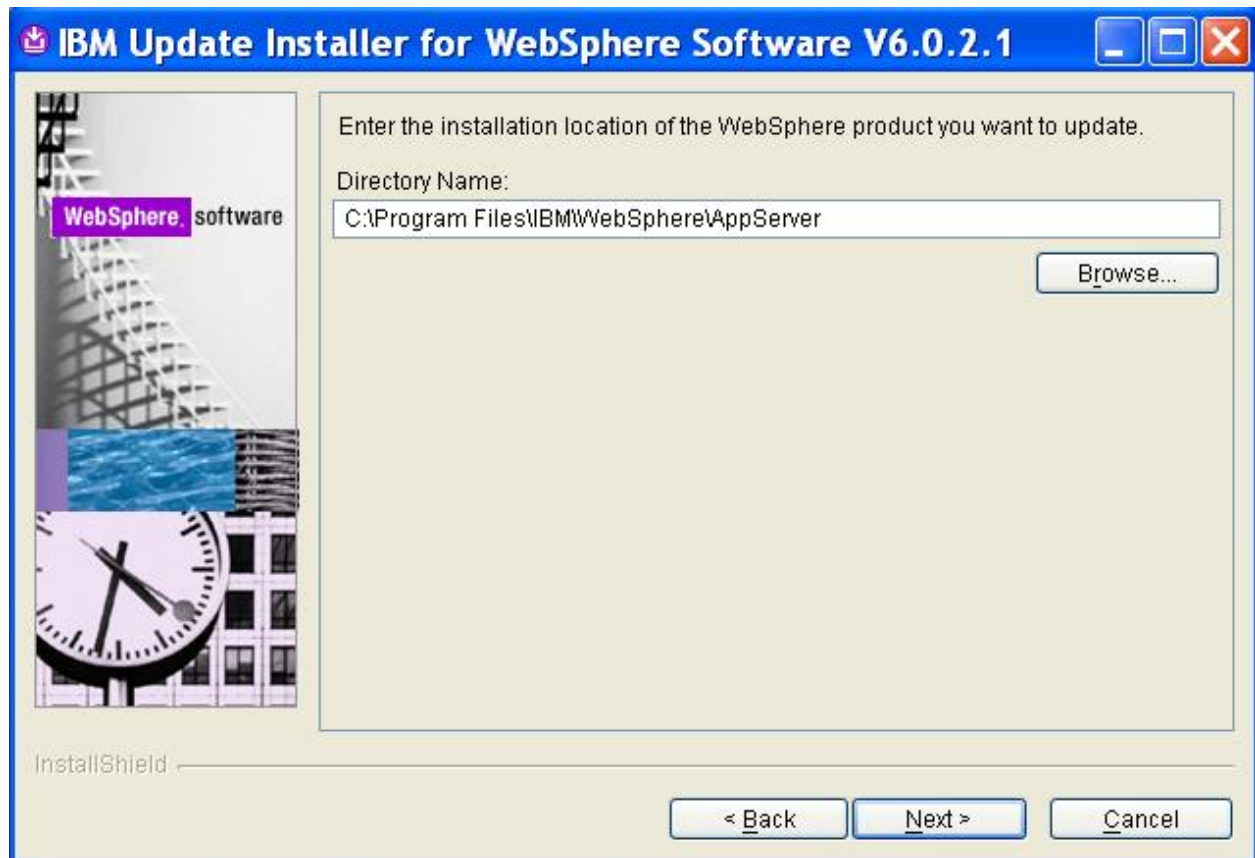 IBM Update Installer for WebSphere Software V6.0.2.1
Enter the installation location of the WebSphere product you want to update.
Directory Name:
C:\Program Files\IBM\WebSphere\AppServer
Browse...
WebSphere. software
InstallShield
< Back
Next >
Cancel